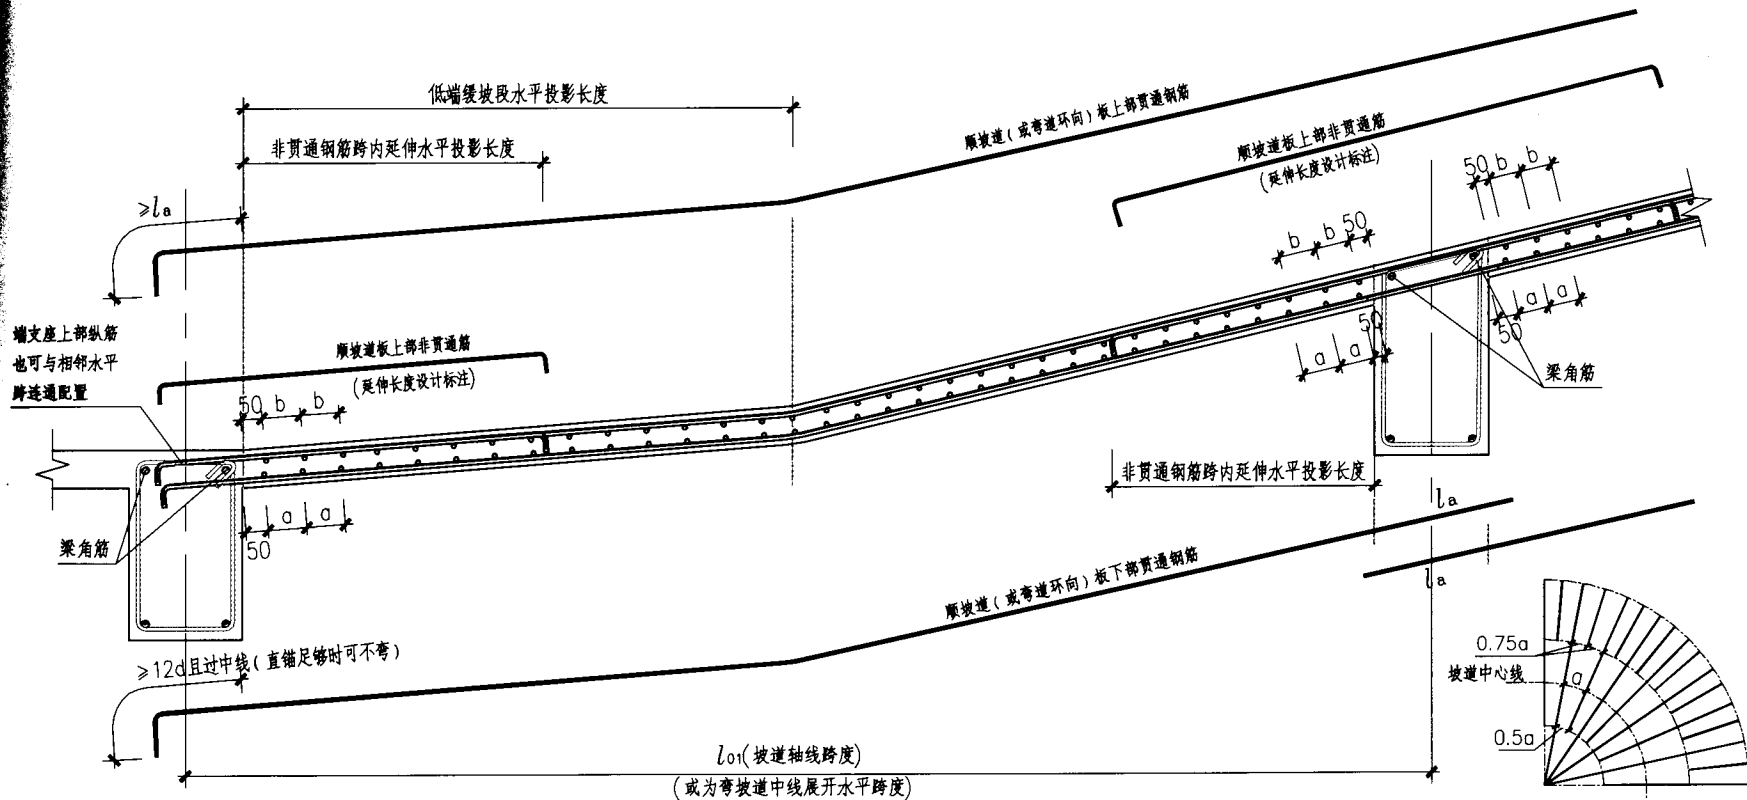 低端缓坡段水平投影长度
非贯通钢筋跨内延伸水平投影长度
≥la
顺坡道(或弯道环向)板上部贯通钢筋
顺坡道板上部非贯通筋
(延伸长度设计标注)
50 b b
b b 50
端支座上部纵筋
也可与相邻水平
跨连通配置
顺坡道板上部非贯通筋
(延伸长度设计标注)
50 b b
a a
50
50
a a
梁角筋
非贯通钢筋跨内延伸水平投影长度
la
a a
50
梁角筋
顺坡道(或弯道环向)板下部贯通钢筋
la
≥12d且过中线(直锚足够时可不弯)
0.75a
坡道中心线
a
0.5a
l01(坡道轴线跨度)
(或为弯坡道中线展开水平跨度)